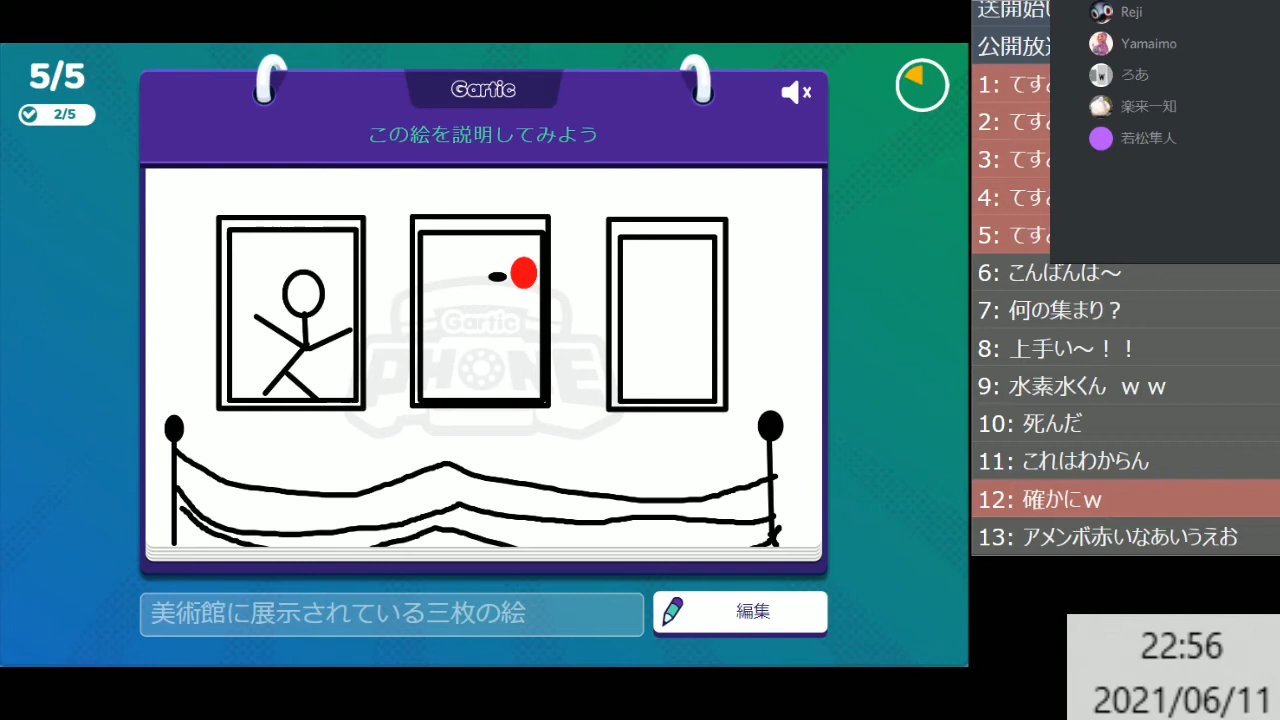 5/5
2/5
Gartic
この絵を説明してみよう
Gartic
PHONE
美術館に展示されている三枚の絵
編集
送開始
公開放送
1: てす
2: てす
3: てす
4: てす
5: てす
Reji
Yamaimo
ろあ
楽来一知
若松隼人
6: こんばんは～
7: 何の集まり？
8: 上手い～！！
9: 水素水くん ｗｗ
10: 死んだ
11: これはわからん
12: 確かにｗ
13: アメンボ赤いなあいうえお
22:56
2021/06/11